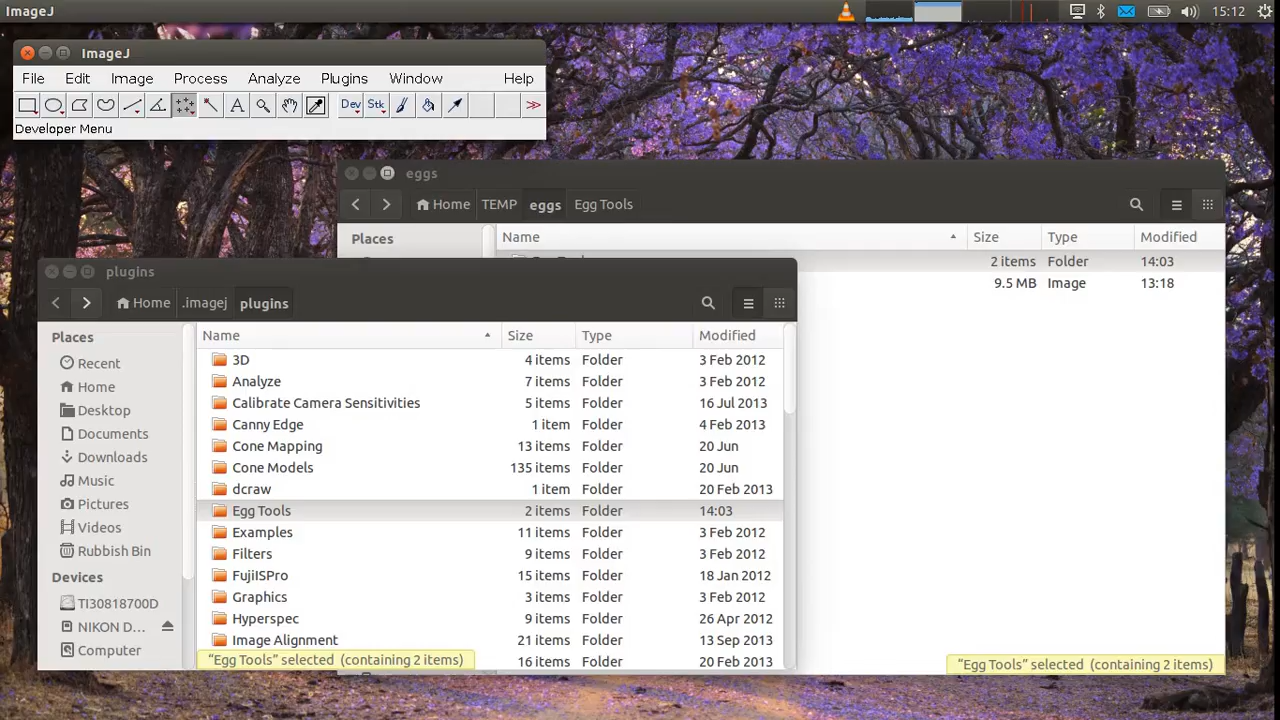 ImageJ
15:12
ImageJ
File Edit Image Process Analyze Plugins Window Help
A Dev Stk >>
Developer Menu
eggs
Home TEMP eggs Egg Tools
Places
Name Size Type Modified
2 items Folder 14:03
9.5 MB Image 13:18
plugins
Home .imagej plugins
Places
Recent
Home
Desktop
Documents
Downloads
Music
Pictures
Videos
Rubbish Bin
Devices
TI30818700D
NIKON D...
Computer
Name Size Type Modified
3D 4 items Folder 3 Feb 2012
Analyze 7 items Folder 3 Feb 2012
Calibrate Camera Sensitivities 5 items Folder 16 Jul 2013
Canny Edge 1 item Folder 4 Feb 2013
Cone Mapping 13 items Folder 20 Jun
Cone Models 135 items Folder 20 Jun
dcraw 1 item Folder 20 Feb 2013
Egg Tools 2 items Folder 14:03
Examples 11 items Folder 3 Feb 2012
Filters 9 items Folder 3 Feb 2012
FujiISPro 15 items Folder 18 Jan 2012
Graphics 3 items Folder 3 Feb 2012
Hyperspec 9 items Folder 26 Apr 2012
Image Alignment 21 items Folder 13 Sep 2013
16 items Folder 20 Feb 2013
“Egg Tools” selected (containing 2 items)
“Egg Tools” selected (containing 2 items)